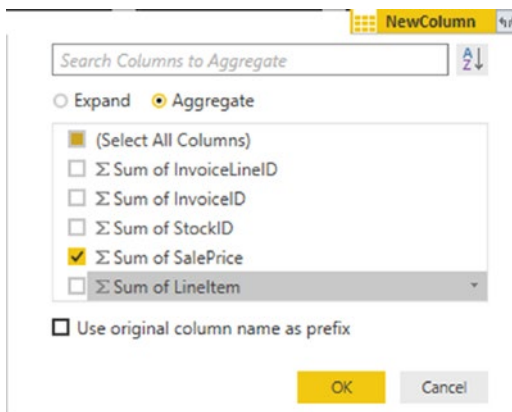 NewColumn
Search Columns to Aggregate
Expand Aggregate
(Select All Columns)
Σ Sum of InvoiceLineID
Σ Sum of InvoiceID
Σ Sum of StockID
Σ Sum of SalePrice
Σ Sum of LineItem
Use original column name as prefix
OK Cancel